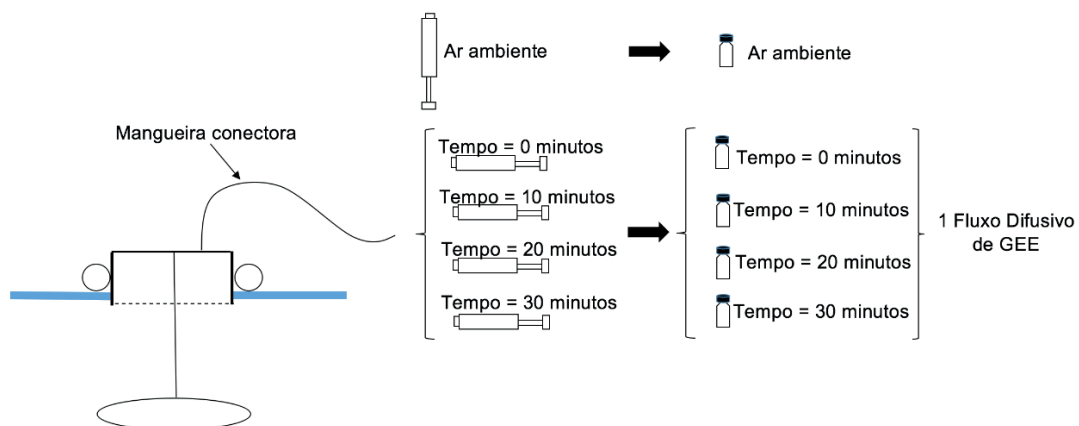 Ar ambiente
Ar ambiente
Mangueira conectora
Tempo = 0 minutos
Tempo = 10 minutos
Tempo = 20 minutos
Tempo = 30 minutos
Tempo = 0 minutos
Tempo = 10 minutos
Tempo = 20 minutos
Tempo = 30 minutos
1 Fluxo Difusivo
de GEE